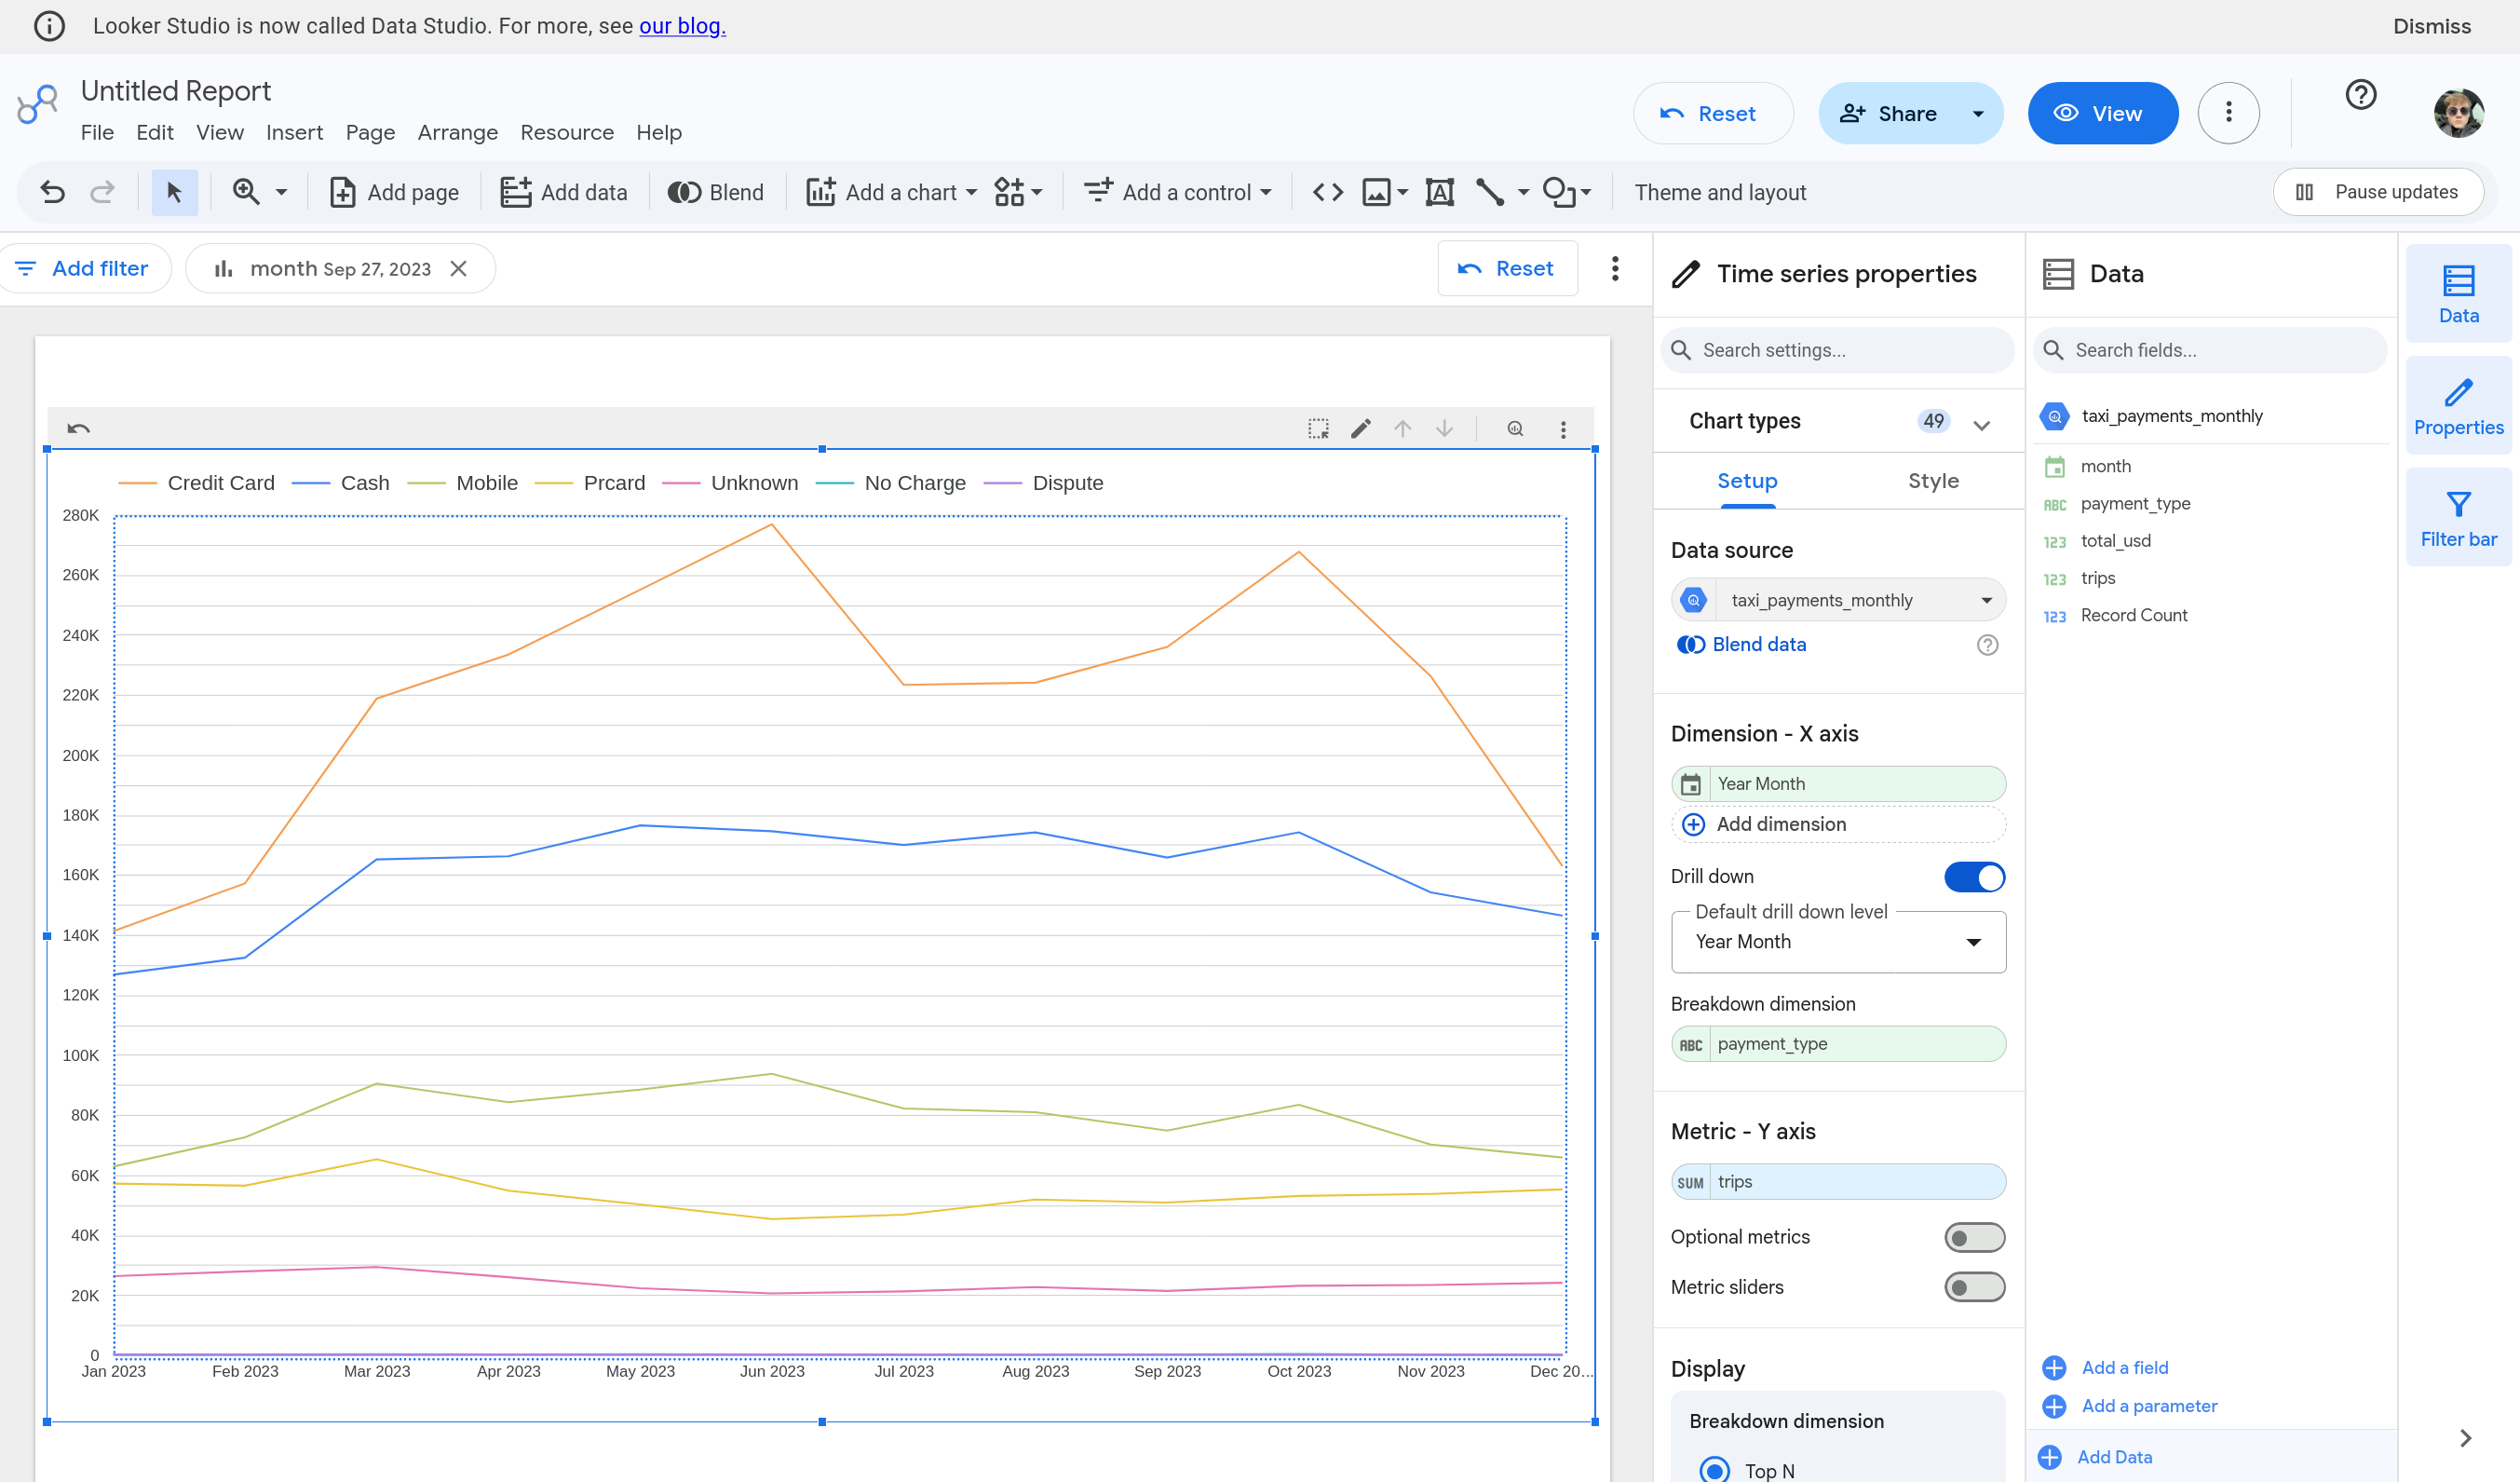 Looker Studio is now called Data Studio. For more, see our blog.
Dismiss
Untitled Report
File Edit View Insert Page Arrange Resource Help
Reset
Share
View
Add page
Add data
Blend
Add a chart
Add a control
Theme and layout
Pause updates
Add filter
month Sep 27, 2023
Reset
Credit Card Cash Mobile Prcard Unknown No Charge Dispute
280K
260K
240K
220K
200K
180K
160K
140K
120K
100K
80K
60K
40K
20K
0
Jan 2023 Feb 2023 Mar 2023 Apr 2023 May 2023 Jun 2023 Jul 2023 Aug 2023 Sep 2023 Oct 2023 Nov 2023 Dec 20...
Time series properties
Search settings...
Chart types 49
Setup Style
Data source
taxi_payments_monthly
Blend data
Dimension - X axis
Year Month
Add dimension
Drill down
Default drill down level
Year Month
Breakdown dimension
ABC payment_type
Metric - Y axis
SUM trips
Optional metrics
Metric sliders
Display
Breakdown dimension
Top N
Data
Search fields...
taxi_payments_monthly
month
ABC payment_type
123 total_usd
123 trips
123 Record Count
Add a field
Add a parameter
Add Data
Data
Properties
Filter bar